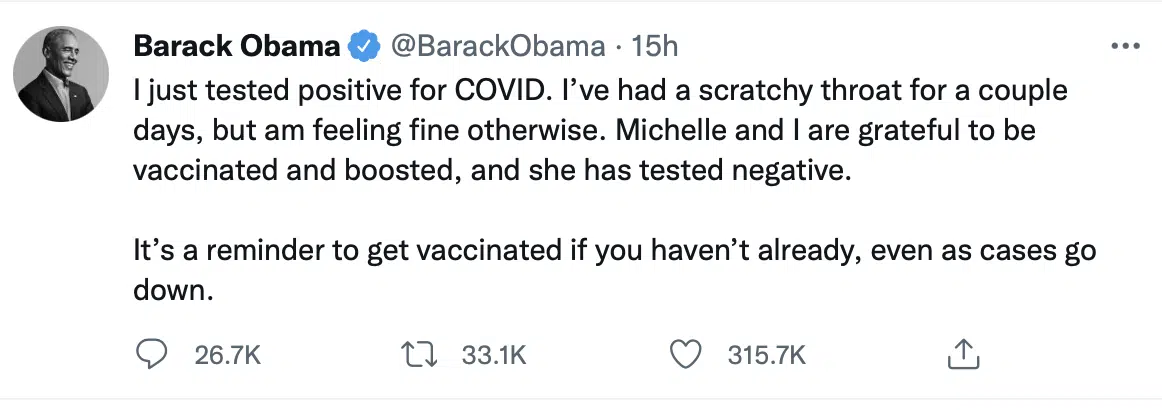 Barack Obama @BarackObama · 15h
I just tested positive for COVID. I’ve had a scratchy throat for a couple
days, but am feeling fine otherwise. Michelle and I are grateful to be
vaccinated and boosted, and she has tested negative.
It’s a reminder to get vaccinated if you haven’t already, even as cases go
down.
26.7K 33.1K 315.7K